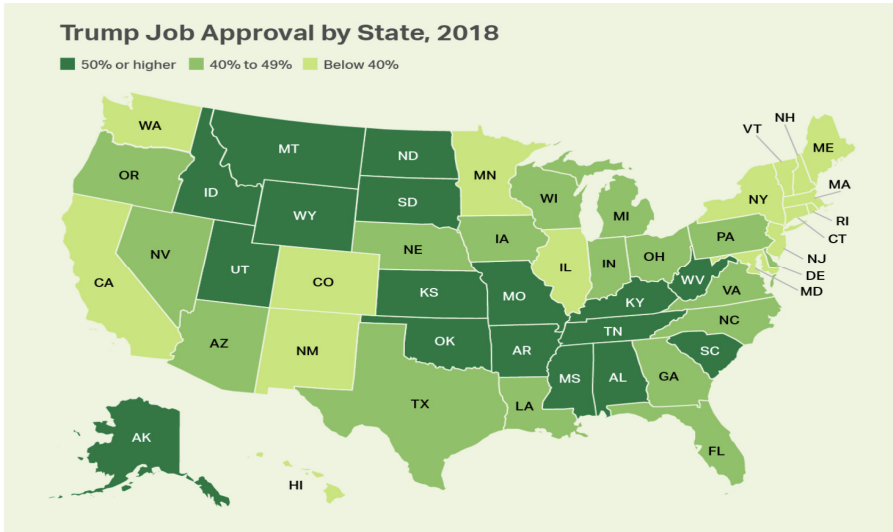 Trump Job Approval by State, 2018
50% or higher 40% to 49% Below 40%
NH
VT
WA
ME
MT
ND
MN
OR
MA
ID
NY
WI
SD
MI
WY
RI
CT
PA
IA
NE
NV
OH
NJ
IN
IL
DE
UT
CO
WV
CA
MD
VA
KS
MO
KY
NC
TN
OK
AZ
NM
AR
SC
MS
AL
GA
TX
LA
AK
FL
HI